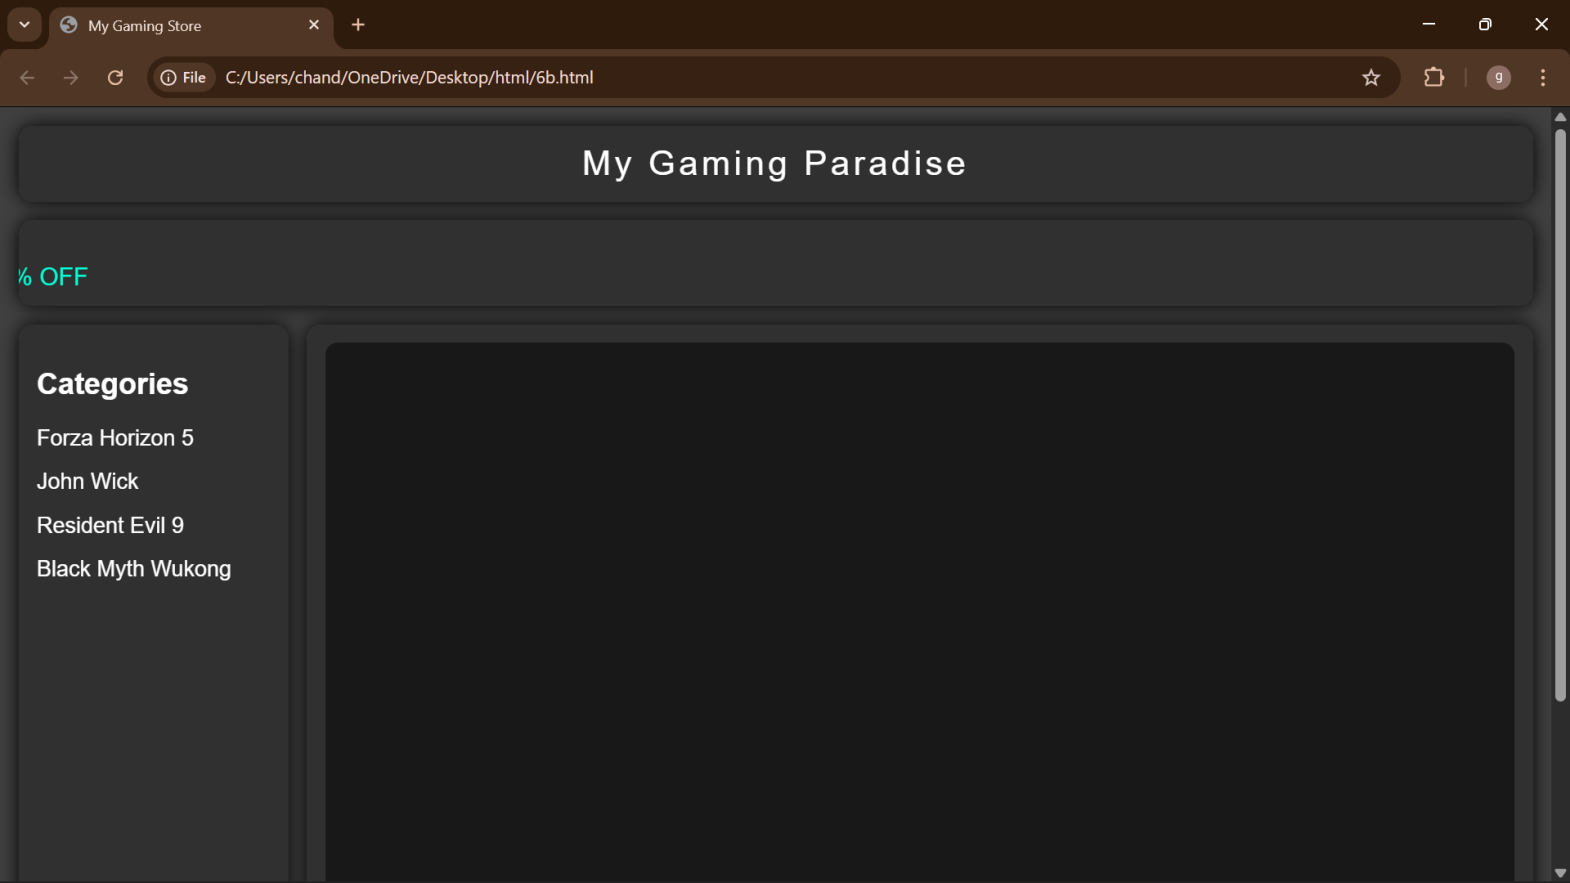 My Gaming Store
File C:/Users/chand/OneDrive/Desktop/html/6b.html
g
My Gaming Paradise
% OFF
Categories
Forza Horizon 5
John Wick
Resident Evil 9
Black Myth Wukong